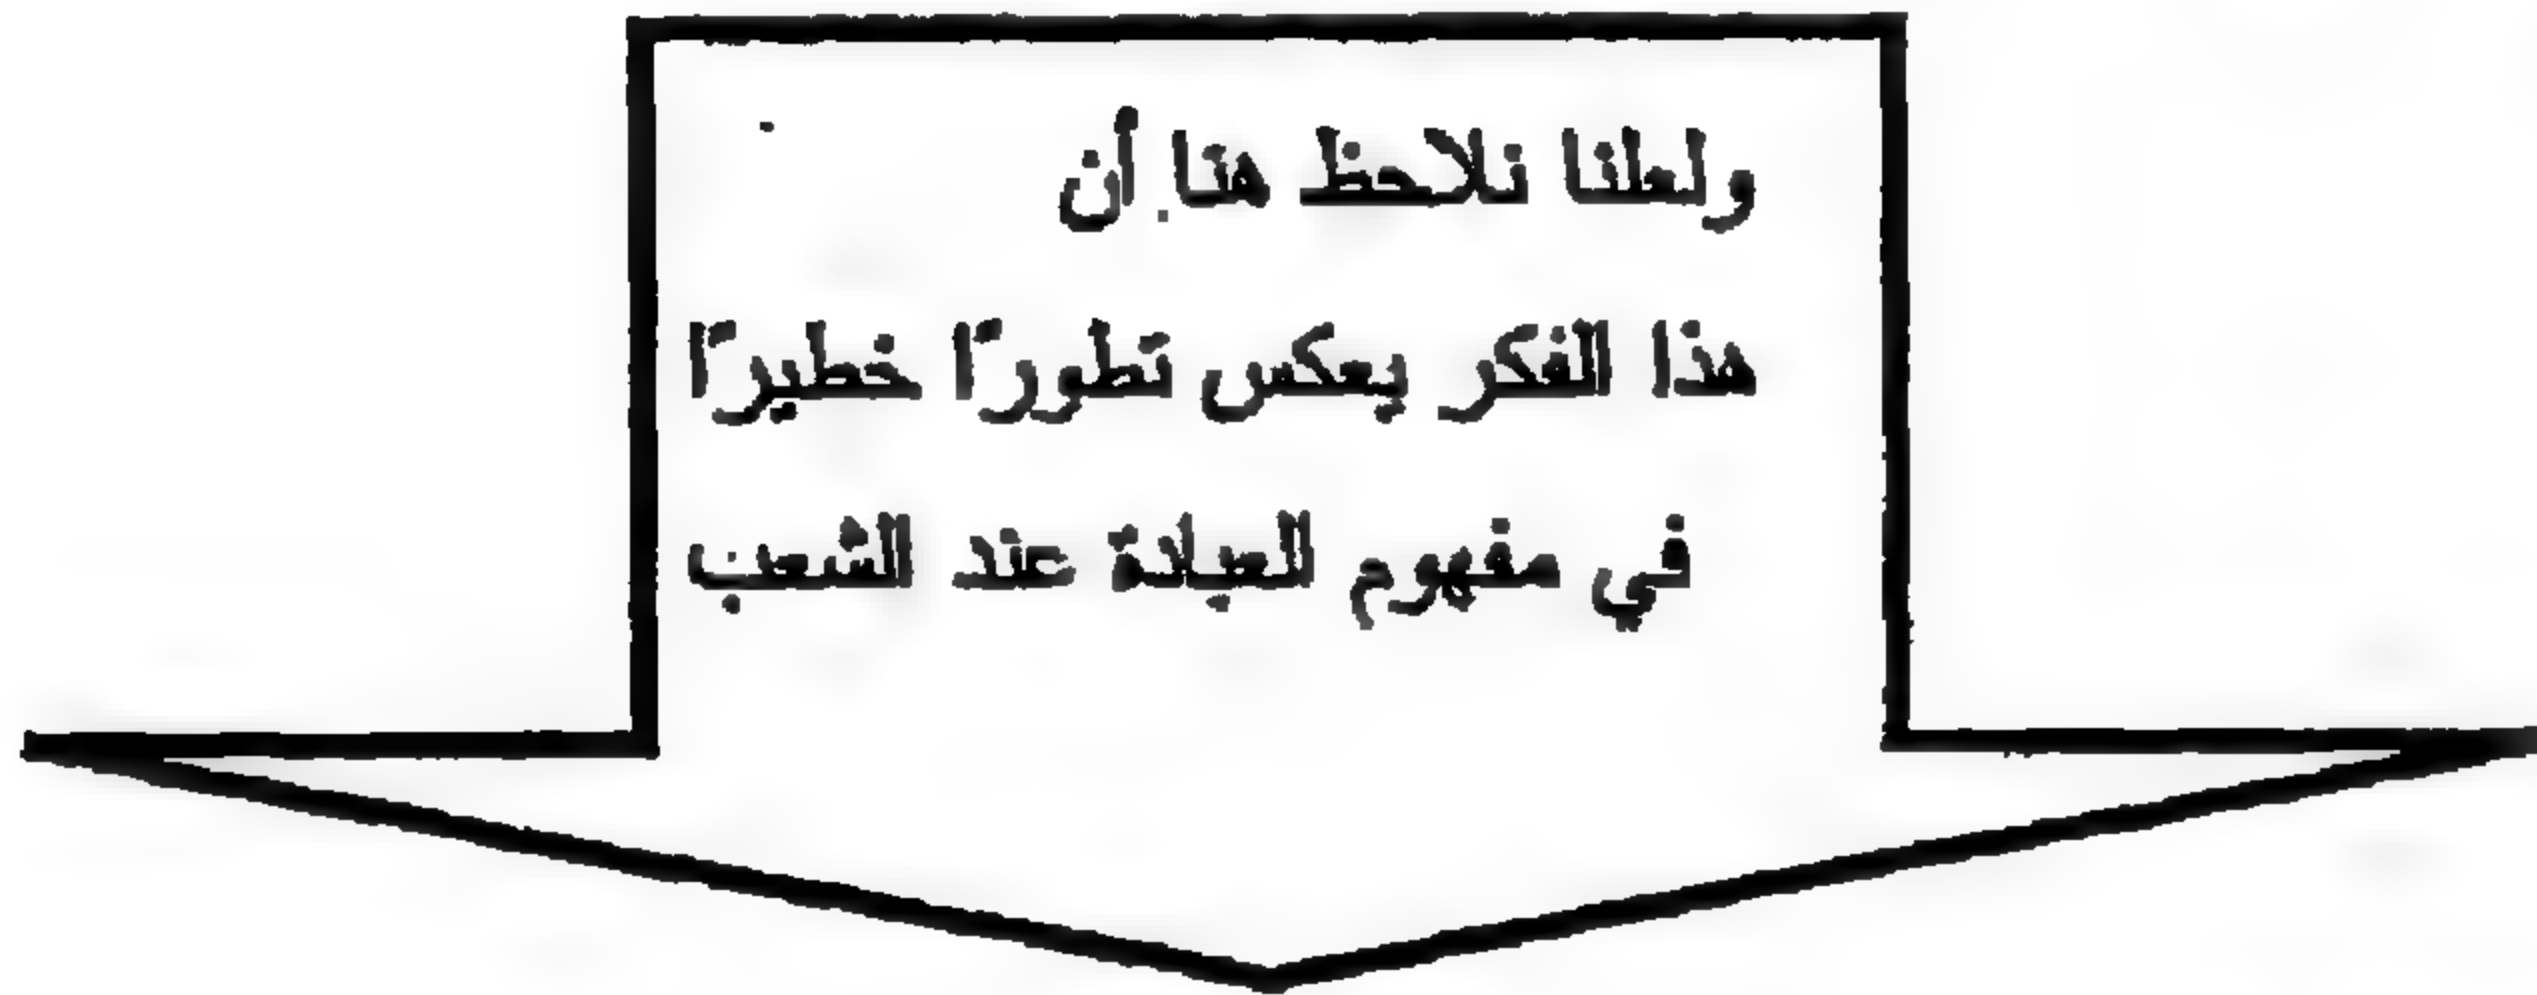 ولعلنا نلاحظ هنا أن
هذا الفكر يعكس تطورًا خطيرًا
في مفهوم العبادة عند الشعب